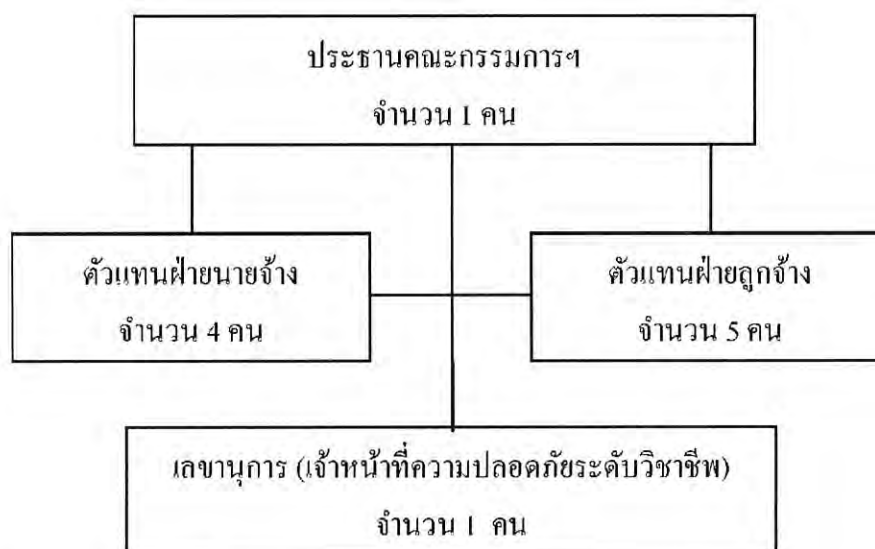 ประธานคณะกรรมการฯ
จำนวน 1 คน
ตัวแทนฝ่ายนายจ้าง
จำนวน 4 คน
ตัวแทนฝ่ายลูกจ้าง
จำนวน 5 คน
เลขานุการ (เจ้าหน้าที่ความปลอดภัยระดับวิชาชีพ)
จำนวน 1 คน